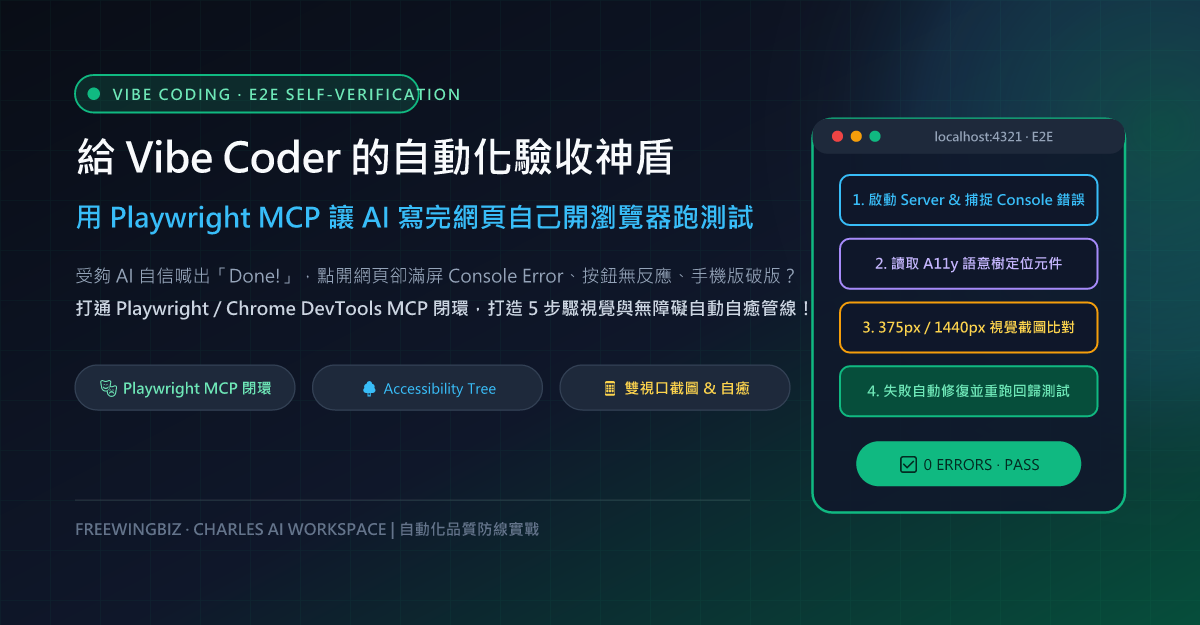 VIBE CODING · E2E SELF-VERIFICATION
給 Vibe Coder 的自動化驗收神盾
用 Playwright MCP 讓 AI 寫完網頁自己開瀏覽器跑測試
受夠 AI 自信喊出「Done!」，點開網頁卻滿屏 Console Error、按鈕無反應、手機版破版？
打通 Playwright / Chrome DevTools MCP 閉環，打造 5 步驟視覺與無障礙自動自癒管線！
Playwright MCP 閉環
Accessibility Tree
雙視口截圖 & 自癒
FREEWINGBIZ · CHARLES AI WORKSPACE | 自動化品質防線實戰
localhost:4321 · E2E
1. 啟動 Server & 捕捉 Console 錯誤
2. 讀取 A11y 語意樹定位元件
3. 375px / 1440px 視覺截圖比對
4. 失敗自動修復並重跑回歸測試
0 ERRORS · PASS